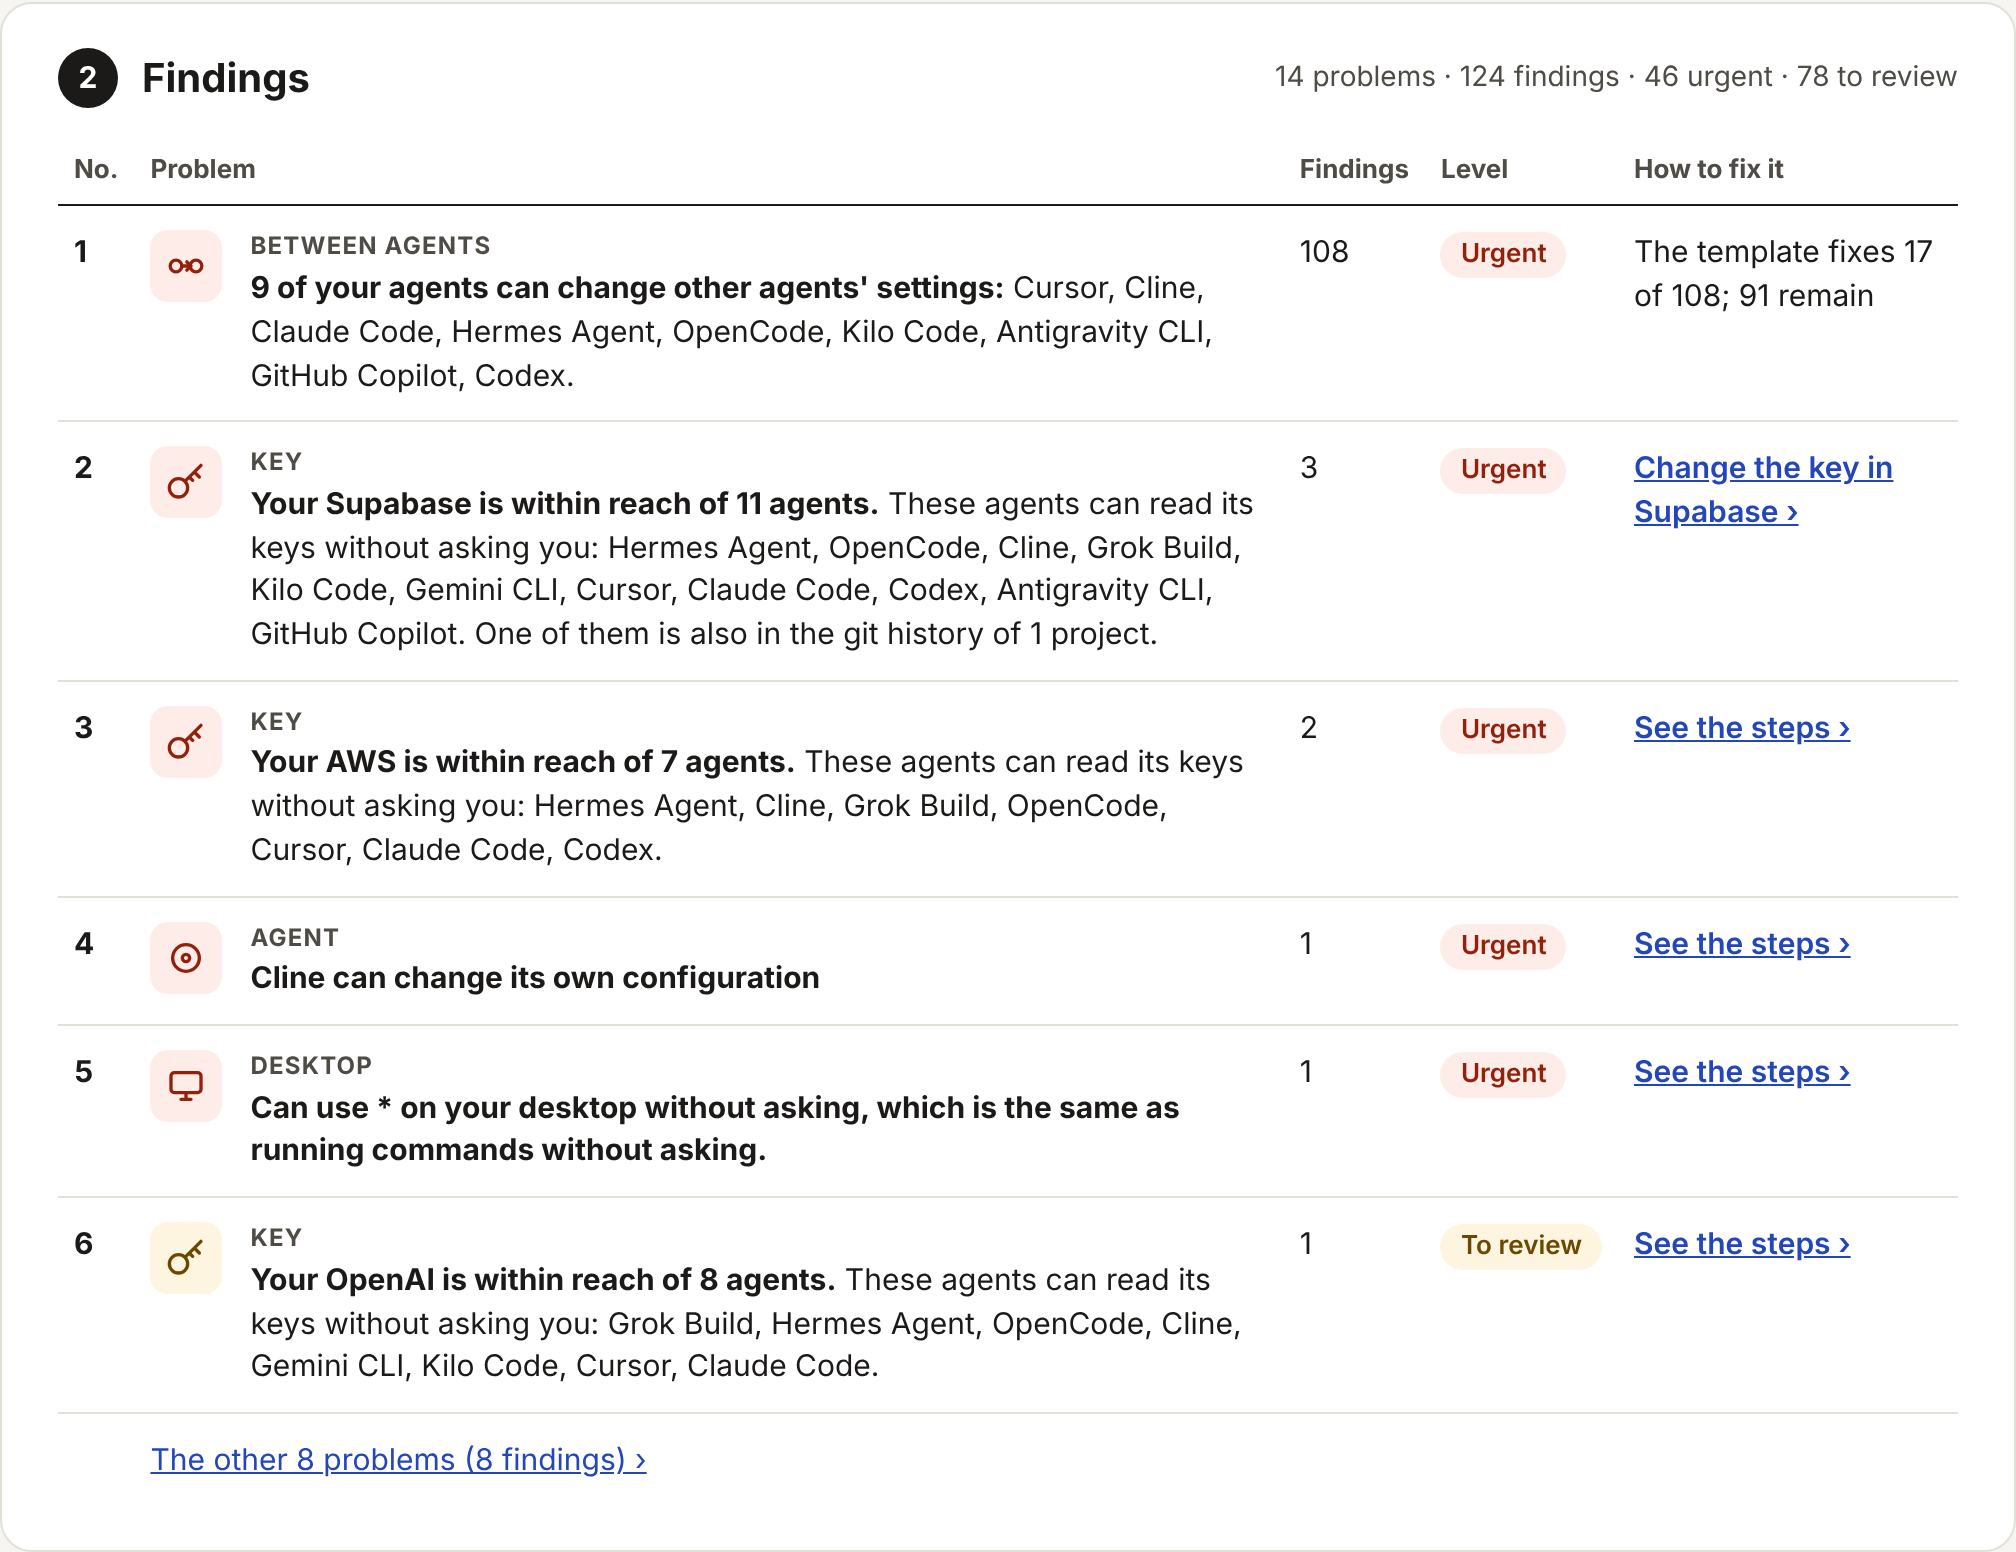 2 Findings
14 problems · 124 findings · 46 urgent · 78 to review
No. Problem Findings Level How to fix it
1
BETWEEN AGENTS
9 of your agents can change other agents' settings: Cursor, Cline,
Claude Code, Hermes Agent, OpenCode, Kilo Code, Antigravity CLI,
GitHub Copilot, Codex.
108
Urgent
The template fixes 17
of 108; 91 remain
2
KEY
Your Supabase is within reach of 11 agents. These agents can read its
keys without asking you: Hermes Agent, OpenCode, Cline, Grok Build,
Kilo Code, Gemini CLI, Cursor, Claude Code, Codex, Antigravity CLI,
GitHub Copilot. One of them is also in the git history of 1 project.
3
Urgent
Change the key in
Supabase ›
3
KEY
Your AWS is within reach of 7 agents. These agents can read its keys
without asking you: Hermes Agent, Cline, Grok Build, OpenCode,
Cursor, Claude Code, Codex.
2
Urgent
See the steps ›
4
AGENT
Cline can change its own configuration
1
Urgent
See the steps ›
5
DESKTOP
Can use * on your desktop without asking, which is the same as
running commands without asking.
1
Urgent
See the steps ›
6
KEY
Your OpenAI is within reach of 8 agents. These agents can read its
keys without asking you: Grok Build, Hermes Agent, OpenCode, Cline,
Gemini CLI, Kilo Code, Cursor, Claude Code.
1
To review
See the steps ›
The other 8 problems (8 findings) ›